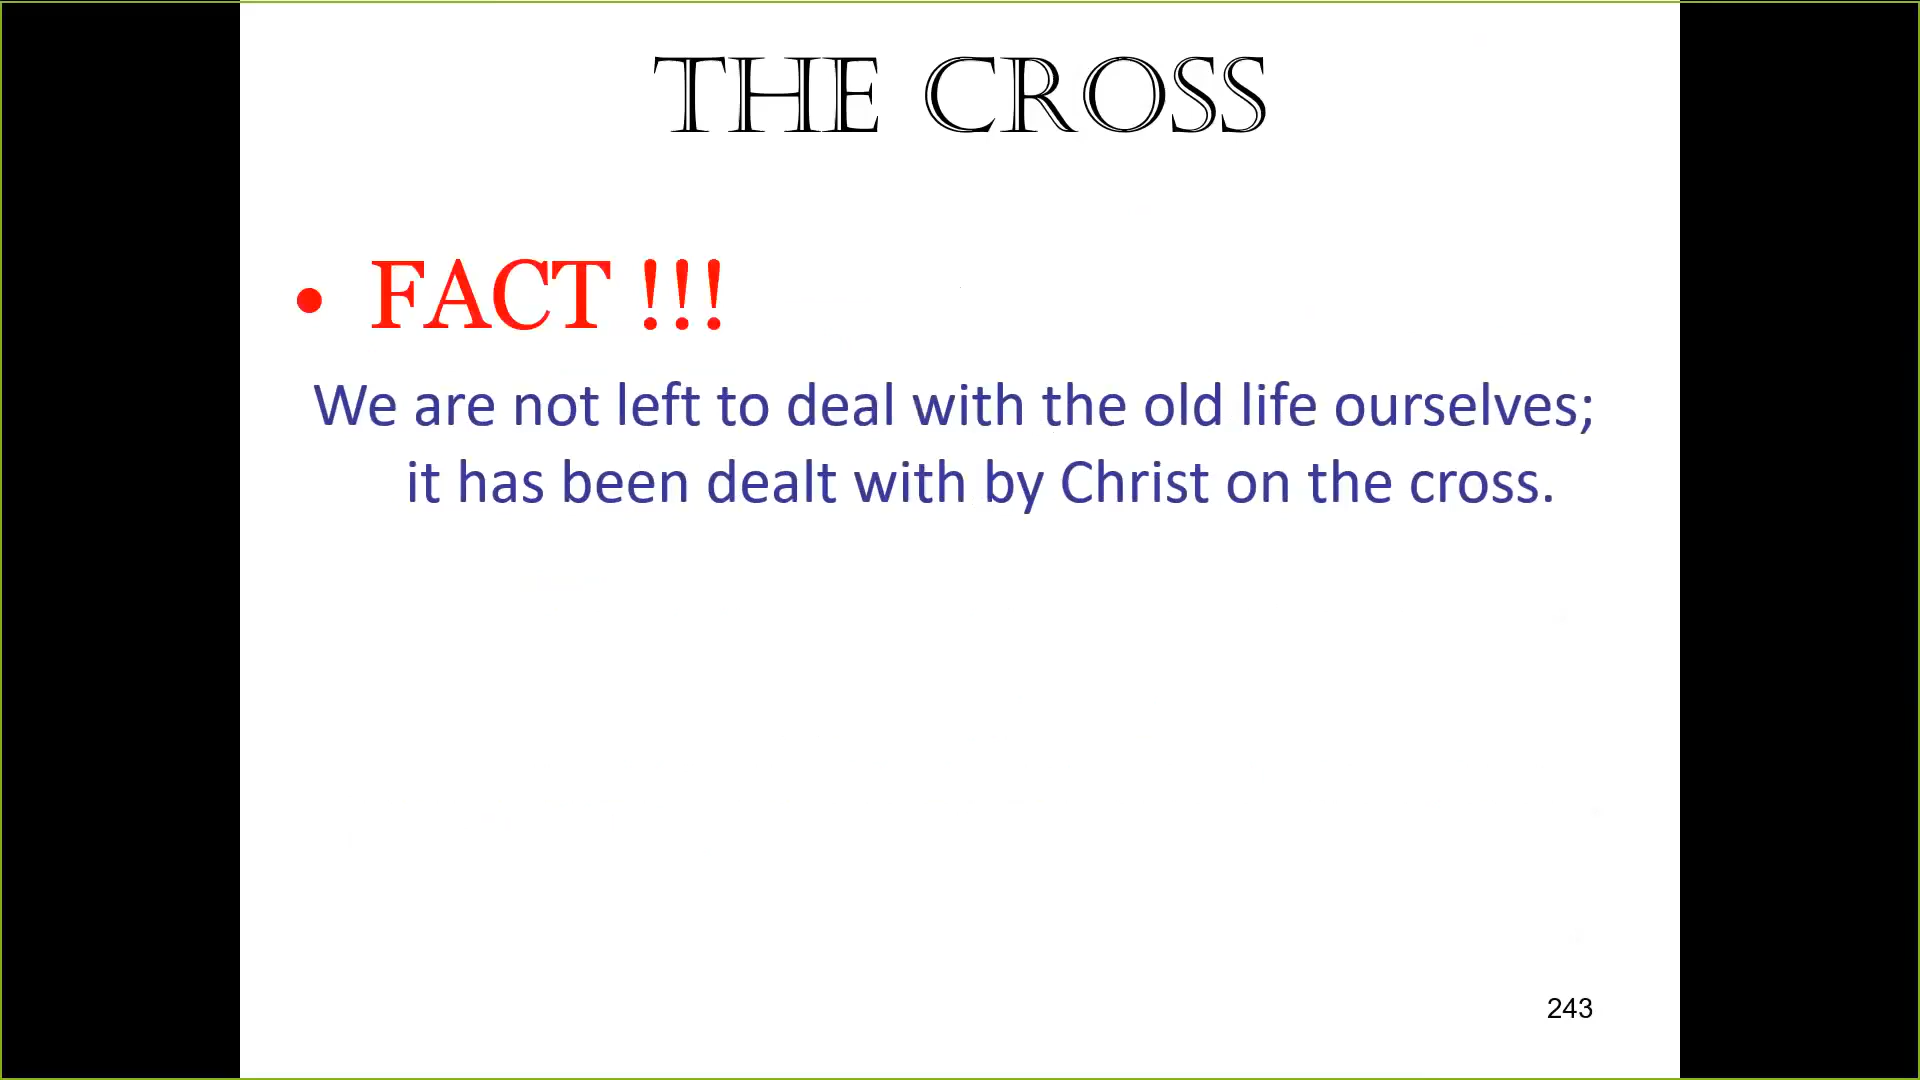 THE CROSS
• FACT !!!
We are not left to deal with the old life ourselves;
it has been dealt with by Christ on the cross.
243